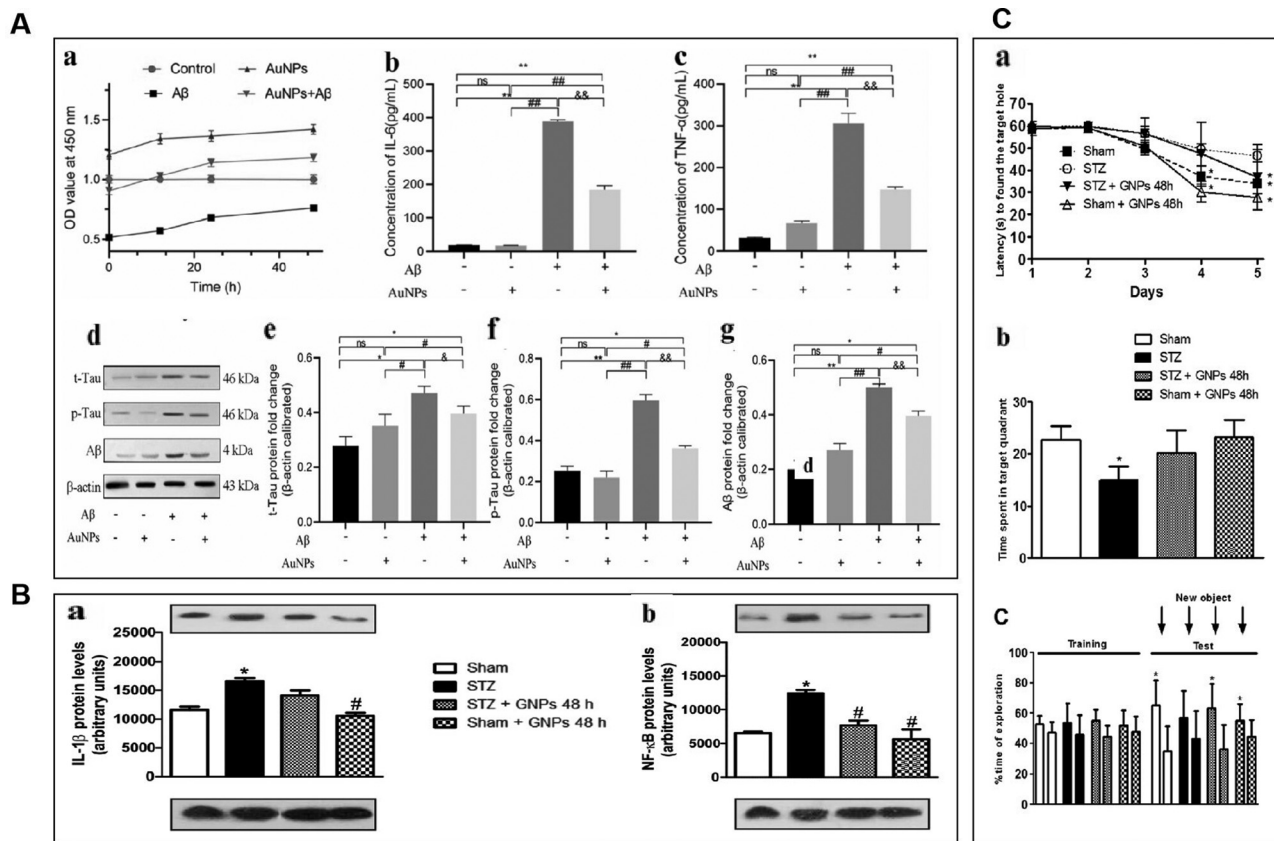 A
a
Control
AuNPs
Aβ
AuNPs+Aβ
OD value at 450 nm
1.5
1.0
0.5
0
20
40
Time (h)
b
Concentration of IL-6(pg/mL)
400
300
200
100
0
**
ns
##
**
&&
##
Aβ
- - + +
AuNPs
- + - +
c
Concentration of TNF-α(pg/mL)
400
300
200
100
0
**
ns
##
**
&&
##
Aβ
- - + +
AuNPs
- + - +
d
t-Tau
46 kDa
p-Tau
46 kDa
Aβ
4 kDa
β-actin
43 kDa
Aβ
- - + +
AuNPs
- + - +
e
t-Tau protein fold change
(β-actin calibrated)
0.6
0.4
0.2
0.0
*
ns
#
*
&
#
Aβ
- - + +
AuNPs
- + - +
f
p-Tau protein fold change
(β-actin calibrated)
0.8
0.6
0.4
0.2
0.0
*
ns
#
**
&&
##
Aβ
- - + +
AuNPs
- + - +
g
Aβ protein fold change
(β-actin calibrated)
0.6
0.4
0.2
0.0
*
ns
#
**
&&
##
d
Aβ
- - + +
AuNPs
- + - +
B
a
IL-1β protein levels
(arbitrary units)
25000
20000
15000
10000
5000
0
*
#
Sham
STZ
STZ + GNPs 48 h
Sham + GNPs 48 h
b
NF-κB protein levels
(arbitrary units)
20000
15000
10000
5000
0
*
#
#
C
a
Latency (s) to found the target hole
70
60
50
40
30
20
10
0
Sham
STZ
STZ + GNPs 48h
Sham + GNPs 48h
*
*
*
*
*
1 2 3 4 5
Days
b
Sham
STZ
STZ + GNPs 48h
Sham + GNPs 48h
Time spent in target quadrant
30
20
10
0
*
C
New object
Training
Test
% time of exploration
100
80
60
40
20
0
*
*
*